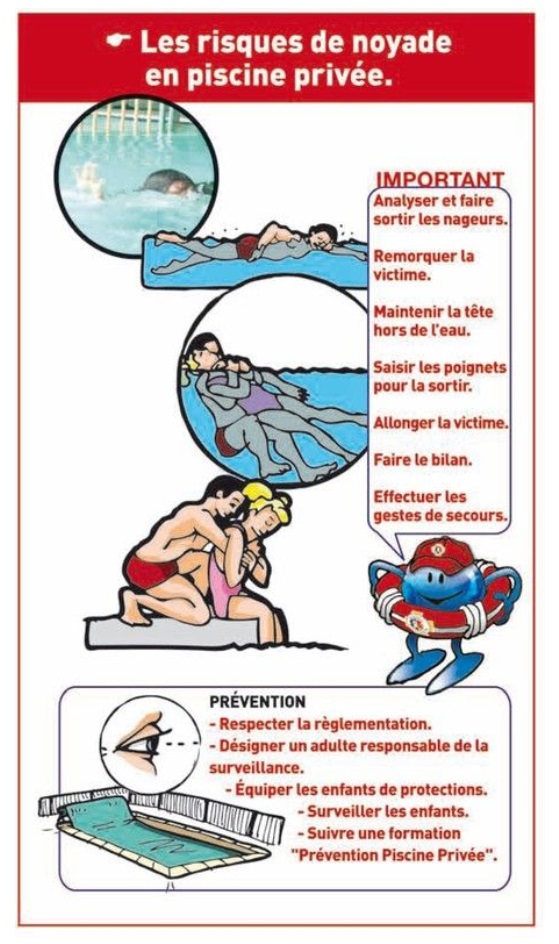 Les risques de noyade
en piscine privée.
IMPORTANT
Analyser et faire
sortir les nageurs.
Remorquer la
victime.
Maintenir la tête
hors de l'eau.
Saisir les poignets
pour la sortir.
Allonger la victime.
Faire le bilan.
Effectuer les
gestes de secours.
PRÉVENTION
- Respecter la règlementation.
- Désigner un adulte responsable de la
surveillance.
- Équiper les enfants de protections.
- Surveiller les enfants.
- Suivre une formation
"Prévention Piscine Privée".